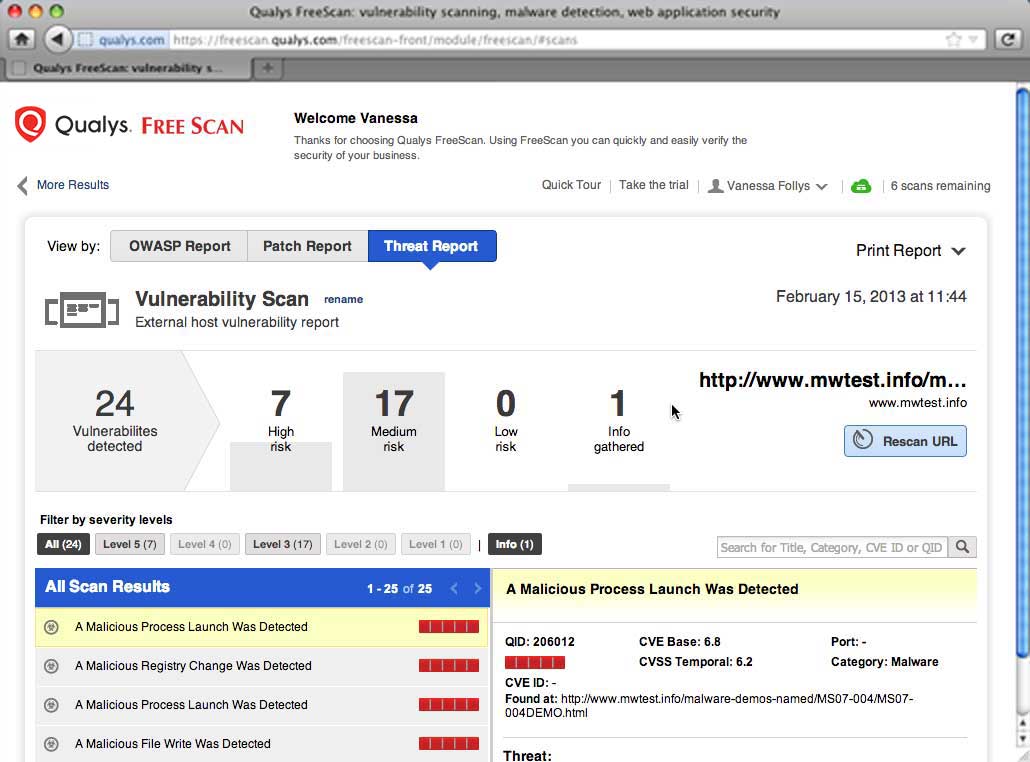 Qualys FreeScan: vulnerability scanning, malware detection, web application security
qualys.com https://freescan.qualys.com/freescan-front/module/freescan/#scans
Qualys FreeScan: vulnerability s...
Qualys. FREE SCAN
Welcome Vanessa
Thanks for choosing Qualys FreeScan. Using FreeScan you can quickly and easily verify the
security of your business.
More Results
Quick Tour | Take the trial | Vanessa Follys | 6 scans remaining
View by: OWASP Report Patch Report Threat Report
Print Report
Vulnerability Scan rename
February 15, 2013 at 11:44
External host vulnerability report
24
Vulnerabilites
detected
7
High
risk
17
Medium
risk
0
Low
risk
1
Info
gathered
http://www.mwtest.info/m...
www.mwtest.info
Rescan URL
Filter by severity levels
All (24) Level 5 (7) Level 4 (0) Level 3 (17) Level 2 (0) Level 1 (0) | Info (1)
Search for Title, Category, CVE ID or QID
All Scan Results 1 - 25 of 25
A Malicious Process Launch Was Detected
A Malicious Registry Change Was Detected
A Malicious Process Launch Was Detected
A Malicious File Write Was Detected
A Malicious Process Launch Was Detected
QID: 206012 CVE Base: 6.8 Port: -
CVSS Temporal: 6.2 Category: Malware
CVE ID: -
Found at: http://www.mwtest.info/malware-demos-named/MS07-004/MS07-
004DEMO.html
Threat: